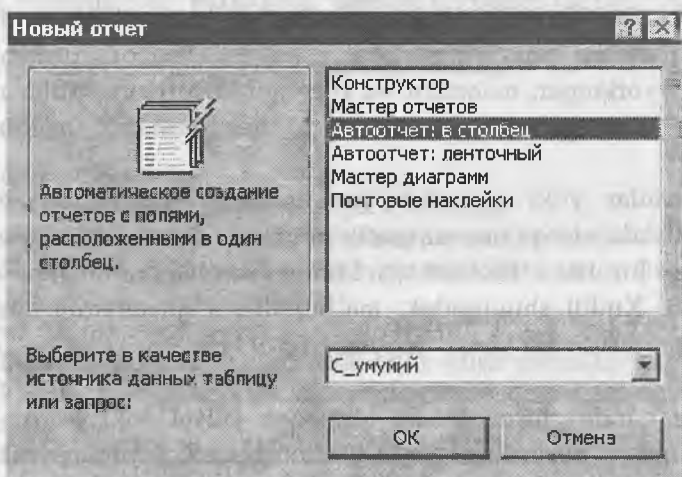 Новый отчет
Автоматическое создание
отчетов с полями,
расположенными в один
столбец.
Конструктор
Мастер отчетов
Автоотчет: в столбец
Автоотчет: ленточный
Мастер диаграмм
Почтовые наклейки
Выберите в качестве
источника данных таблицу
или запрос:
С_умумий
ОК
Отмена